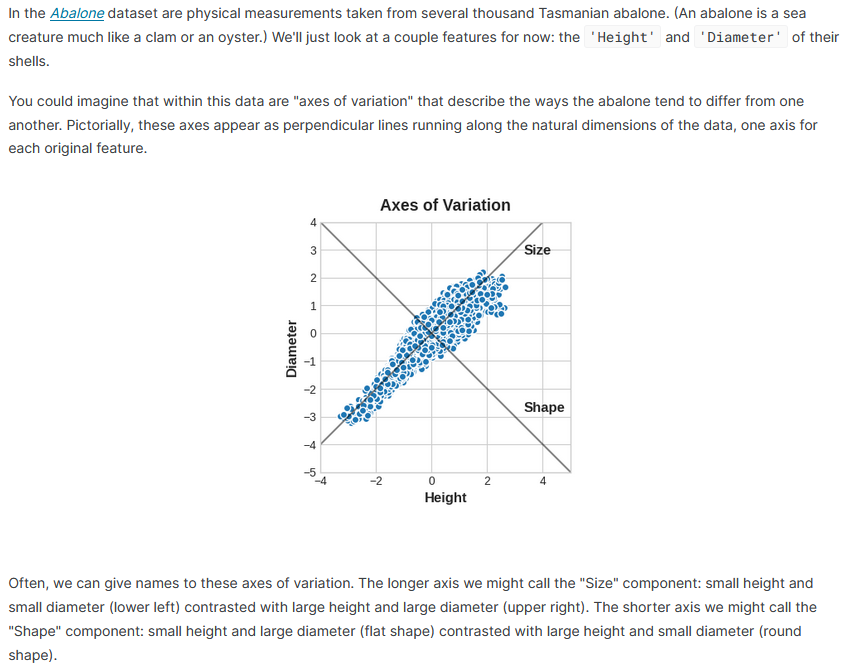 In the Abalone dataset are physical measurements taken from several thousand Tasmanian abalone. (An abalone is a sea
creature much like a clam or an oyster.) We'll just look at a couple features for now: the 'Height' and 'Diameter' of their
shells.
You could imagine that within this data are "axes of variation" that describe the ways the abalone tend to differ from one
another. Pictorially, these axes appear as perpendicular lines running along the natural dimensions of the data, one axis for
each original feature.
Axes of Variation
4
3
2
1
0
−1
−2
−3
−4
−5
Diameter
Size
Shape
−4 −2 0 2 4
Height
Often, we can give names to these axes of variation. The longer axis we might call the "Size" component: small height and
small diameter (lower left) contrasted with large height and large diameter (upper right). The shorter axis we might call the
"Shape" component: small height and large diameter (flat shape) contrasted with large height and small diameter (round
shape).